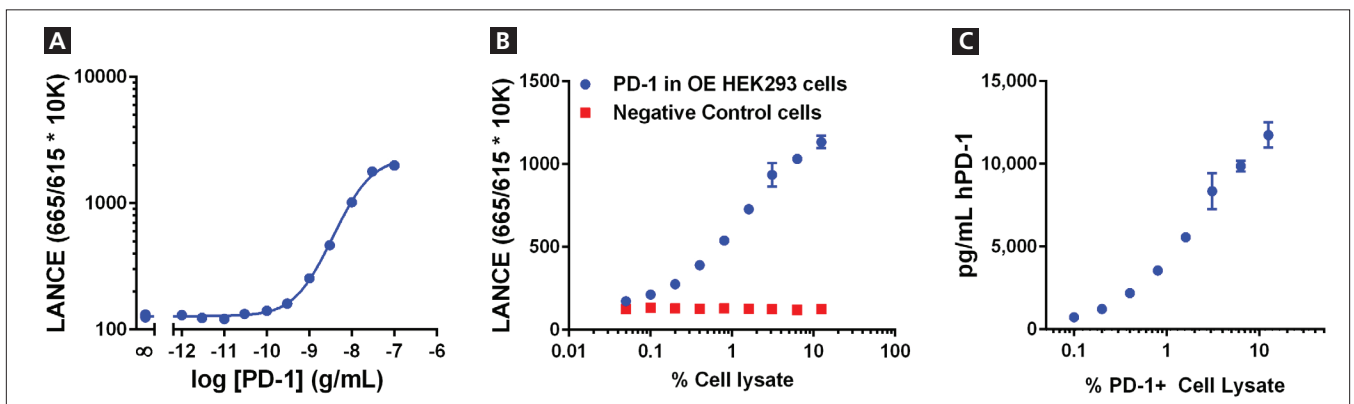 A
LANCE (665/615 * 10K)
10000
1000
100
∞ -12 -11 -10 -9 -8 -7 -6
log [PD-1] (g/mL)
B
LANCE (665/615 * 10K)
PD-1 in OE HEK293 cells
Negative Control cells
1500
1000
500
0
0.01 0.1 1 10 100
% Cell lysate
C
pg/mL hPD-1
15,000
10,000
5,000
0
0.1 1 10
% PD-1+ Cell Lysate